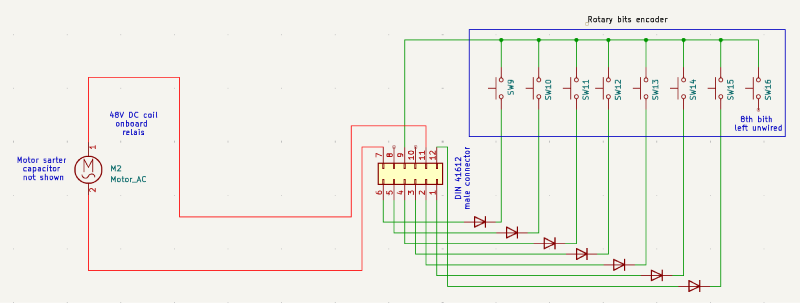 Rotary bits encoder
SW9
SW10
SW11
SW12
SW13
SW14
SW15
SW16
8th bith
left unwired
48V DC coil
onboard
relais
Motor sarter
capacitor
not shown
1
M
2
M2
Motor_AC
7
8
9
10
11
12
6
5
4
3
2
1
DIN 41612
male connector